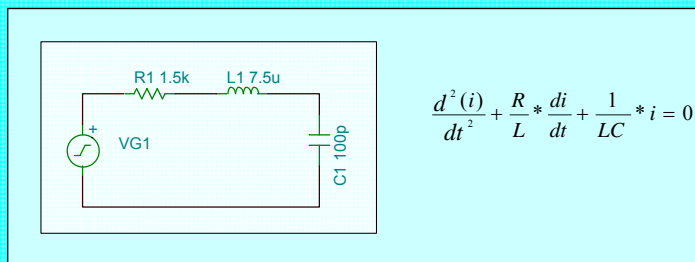 R1 1.5k L1 7.5u
+
VG1
C1 100p
d²(i)/dt² + R/L * di/dt + 1/LC * i = 0